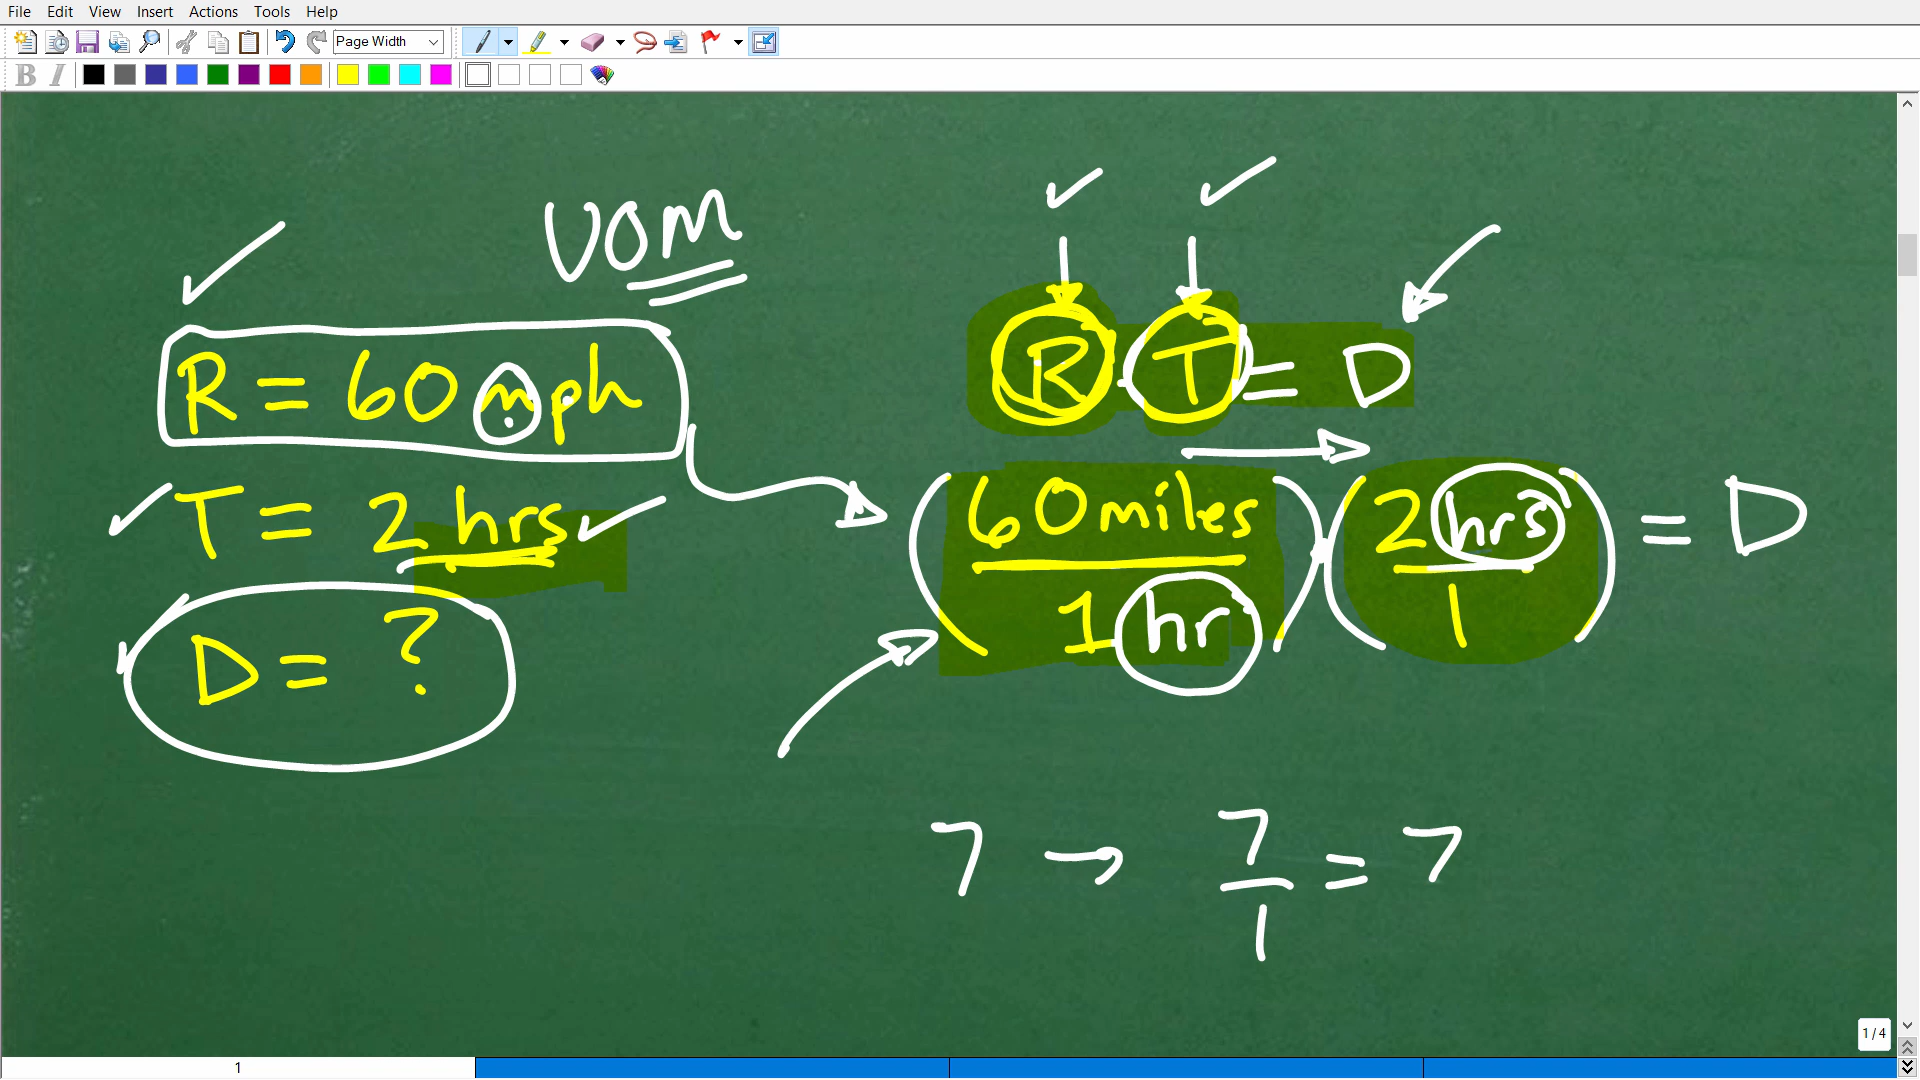 File Edit View Insert Actions Tools Help
Page Width
B I
UOM
R = 60 mph
T = 2 hrs
D = ?
R · T = D
(60 miles / 1 hr) (2 hrs / 1) = D
7 → 7/1 = 7
1 / 4
1